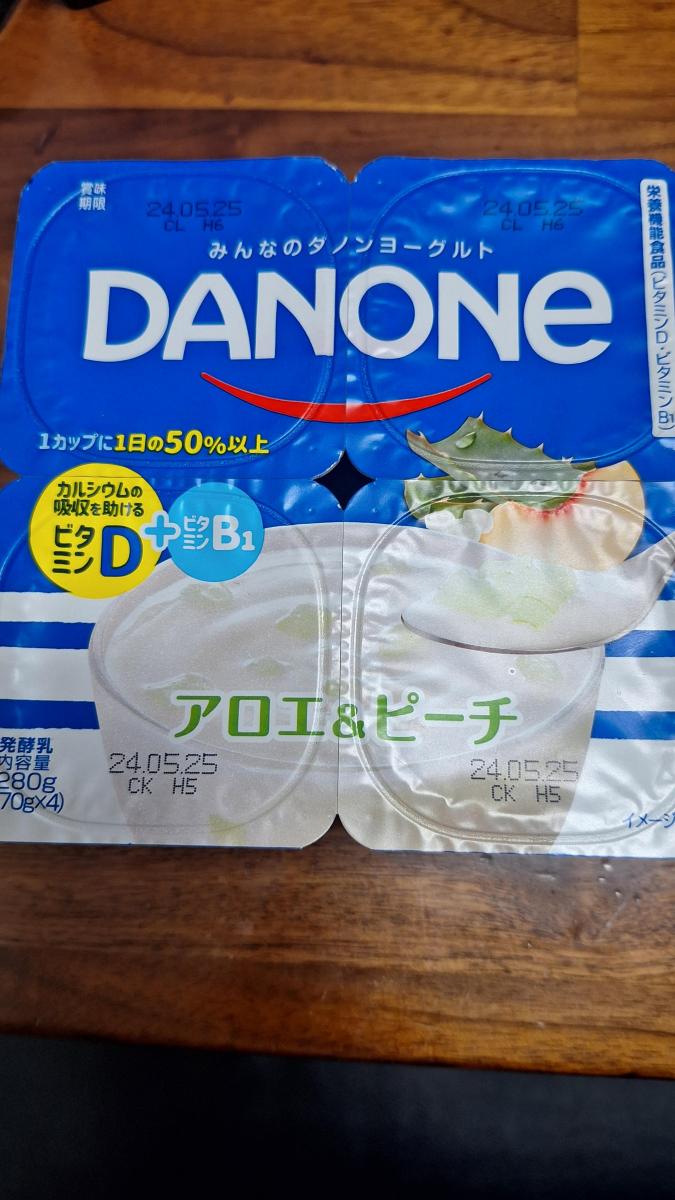 賞味
期限
24.05.25
CL H6
24.05.25
CL H6
みんなのダノンヨーグルト
DANONE
栄養機能食品(ビタミンD・ビタミンB1)
1カップに1日の50%以上
カルシウムの
吸収を助ける
ビタミンD
+
ビタミンB1
アロエ&ピーチ
24.05.25
CK H5
24.05.25
CK H5
発酵乳
内容量
280g
70g×4)
イメージ